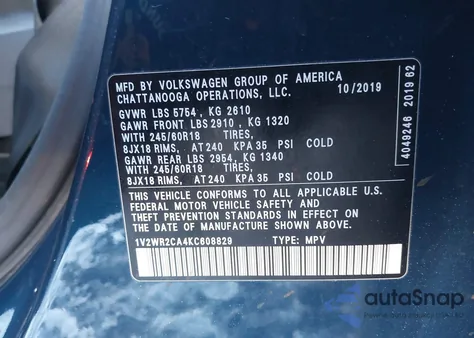 MFD BY VOLKSWAGEN GROUP OF AMERICA
CHATTANOOGA OPERATIONS, LLC. 10/2019
GVWR LBS 5754 , KG 2610
GAWR FRONT LBS 2910 , KG 1320
WITH 245/60R18 TIRES,
8JX18 RIMS, AT 240 KPA 35 PSI COLD
GAWR REAR LBS 2954, KG 1340
WITH 245/60R18 TIRES,
8JX18 RIMS, AT 240 KPA 35 PSI COLD
THIS VEHICLE CONFORMS TO ALL APPLICABLE U.S.
FEDERAL MOTOR VEHICLE SAFETY AND
THEFT PREVENTION STANDARDS IN EFFECT ON THE
DATE OF MANUFACTURE SHOWN ABOVE.
1V2WR2CA4KC608829 TYPE: MPV
4049246 2019 62
autoSnap